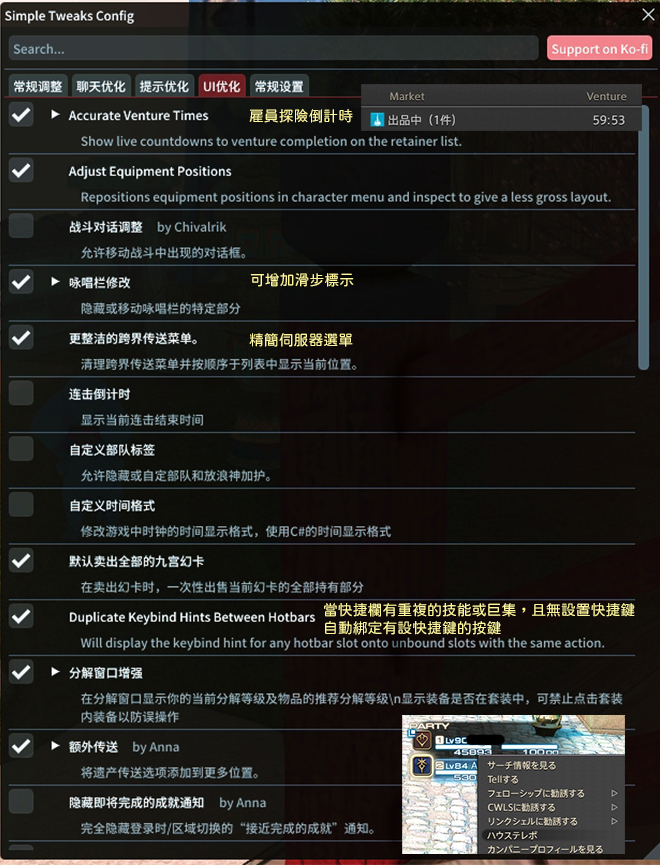 Simple Tweaks Config
Search...
Support on Ko-fi
常规调整
聊天优化
提示优化
UI优化
常规设置
Market
Venture
出品中（1件）
59:53
Accurate Venture Times
雇員探險倒計時
Show live countdowns to venture completion on the retainer list.
Adjust Equipment Positions
Repositions equipment positions in character menu and inspect to give a less gross layout.
战斗对话调整 by Chivalrik
允许移动战斗中出现的对话框。
咏唱栏修改
可增加滑步標示
隐藏或移动咏唱栏的特定部分
更整洁的跨界传送菜单。
精簡伺服器選單
清理跨界传送菜单并按顺序于列表中显示当前位置。
连击倒计时
显示当前连击结束时间
自定义部队标签
允许隐藏或自定部队和放浪神加护。
自定义时间格式
修改游戏中时钟的时间显示格式，使用C#的时间显示格式
默认卖出全部的九宫幻卡
在卖出幻卡时，一次性出售当前幻卡的全部持有部分
Duplicate Keybind Hints Between Hotbars
當快捷欄有重複的技能或巨集，且無設置快捷鍵
自動綁定有設快捷鍵的按鍵
Will display the keybind hint for any hotbar slot onto unbound slots with the same action.
分解窗口增强
在分解窗口显示你的当前分解等级及物品的推荐分解等级\n显示装备是否在套装中，可禁止点击套装
内装备以防误操作
额外传送 by Anna
将遗产传送选项添加到更多位置。
隐藏即将完成的成就通知 by Anna
完全隐藏登录时/区域切换的“接近完成的成就”通知。
PARTY
1 Lv90
45893
100
2 Lv84 A
530
サーチ情報を見る
Tellする
フェローシップに勧誘する
CWLSに勧誘する
リンクシェルに勧誘する
ハウステレポ
カンパニープロフィールを見る